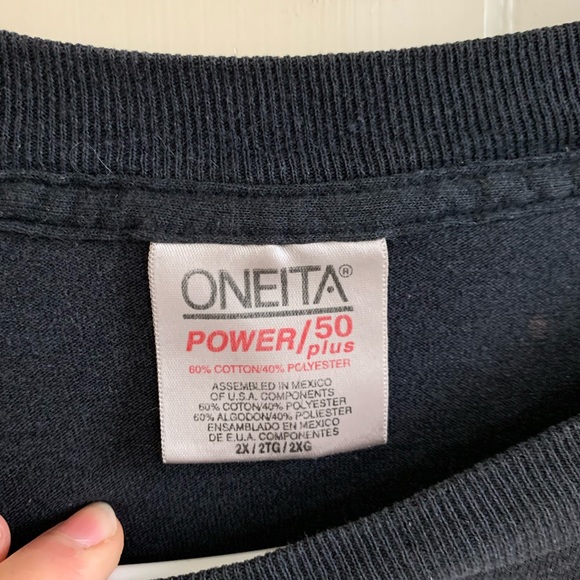 ONEITA®
POWER/50 plus
60% COTTON/40% POLYESTER
ASSEMBLED IN MEXICO
OF U.S.A. COMPONENTS
60% COTON/40% POLYESTER
60% ALGODON/40% POLIESTER
ENSAMBLADO EN MEXICO
DE E.U.A. COMPONENTES
2X / 2TG / 2XG